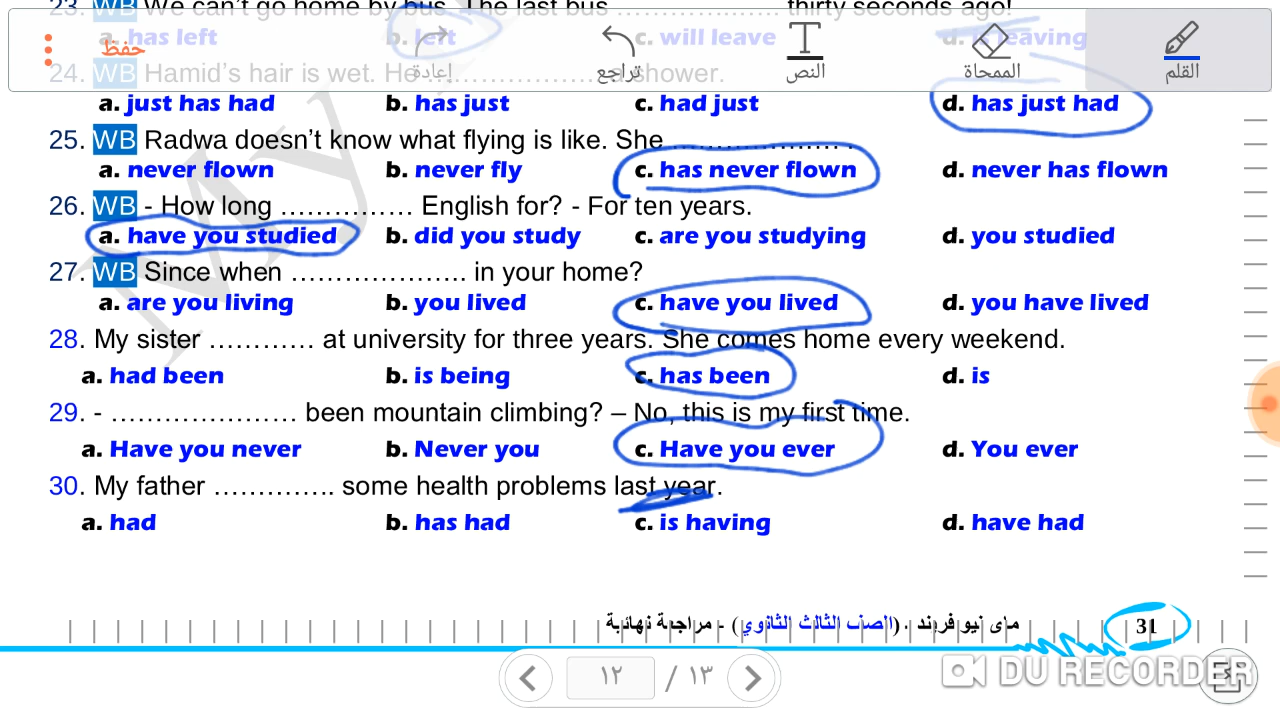 23. WB We can't go home by bus. The last bus ………………… thirty seconds ago!
a. has left b. left c. will leave d. is leaving
حفظ إعادة تراجع النص الممحاة القلم
24. WB Hamid's hair is wet. He ………………… a shower.
a. just has had b. has just c. had just d. has just had
25. WB Radwa doesn't know what flying is like. She ………………… .
a. never flown b. never fly c. has never flown d. never has flown
26. WB - How long …………… English for? - For ten years.
a. have you studied b. did you study c. are you studying d. you studied
27. WB Since when ………………… in your home?
a. are you living b. you lived c. have you lived d. you have lived
28. My sister ………… at university for three years. She comes home every weekend.
a. had been b. is being c. has been d. is
29. - ………………… been mountain climbing? – No, this is my first time.
a. Have you never b. Never you c. Have you ever d. You ever
30. My father ………….. some health problems last year.
a. had b. has had c. is having d. have had
ماى نيو فريند . (الصف الثالث الثانوي) - مراجعة نهائية
31
١٢ / ١٣
DU RECORDER